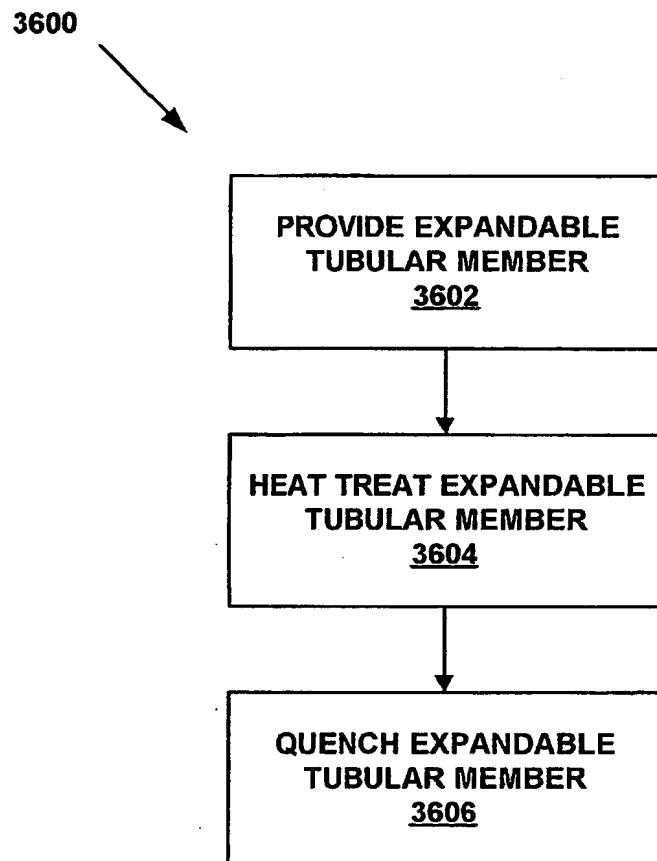 3600
PROVIDE EXPANDABLE
TUBULAR MEMBER
3602
HEAT TREAT EXPANDABLE
TUBULAR MEMBER
3604
QUENCH EXPANDABLE
TUBULAR MEMBER
3606